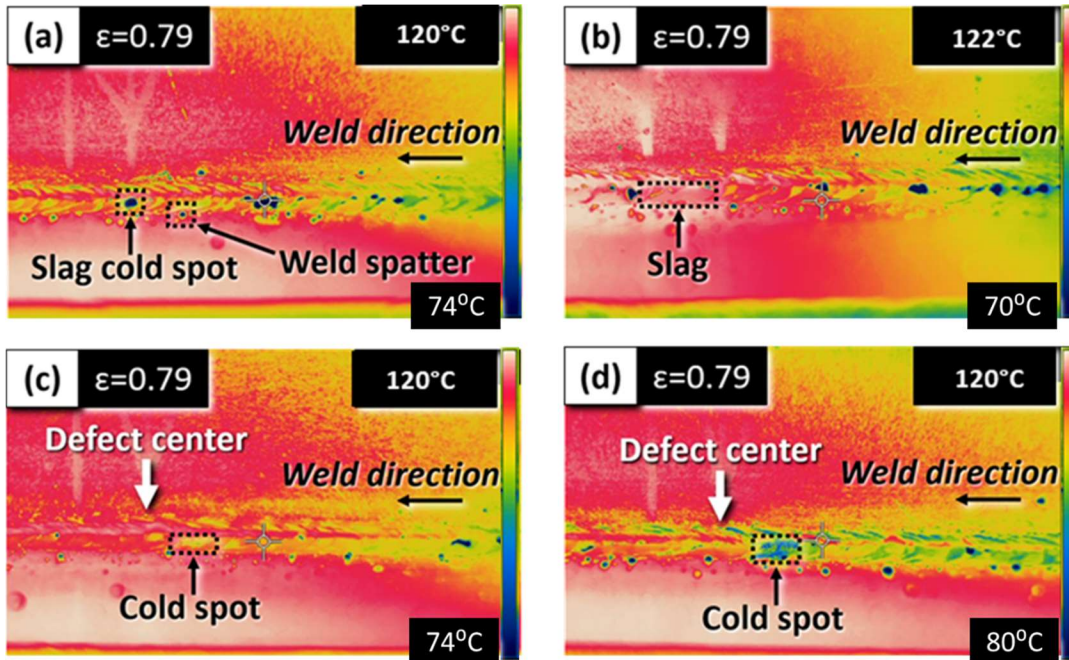 (a) ε=0.79 120°C
Weld direction
Slag cold spot
Weld spatter
74⁰C
(b) ε=0.79 122°C
Weld direction
Slag
70⁰C
(c) ε=0.79 120°C
Defect center
Weld direction
Cold spot
74⁰C
(d) ε=0.79 120°C
Defect center
Weld direction
Cold spot
80⁰C